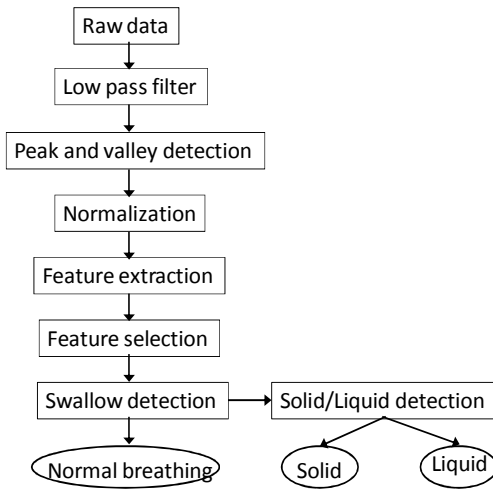 Raw data
Low pass filter
Peak and valley detection
Normalization
Feature extraction
Feature selection
Swallow detection
Solid/Liquid detection
Normal breathing
Solid
Liquid